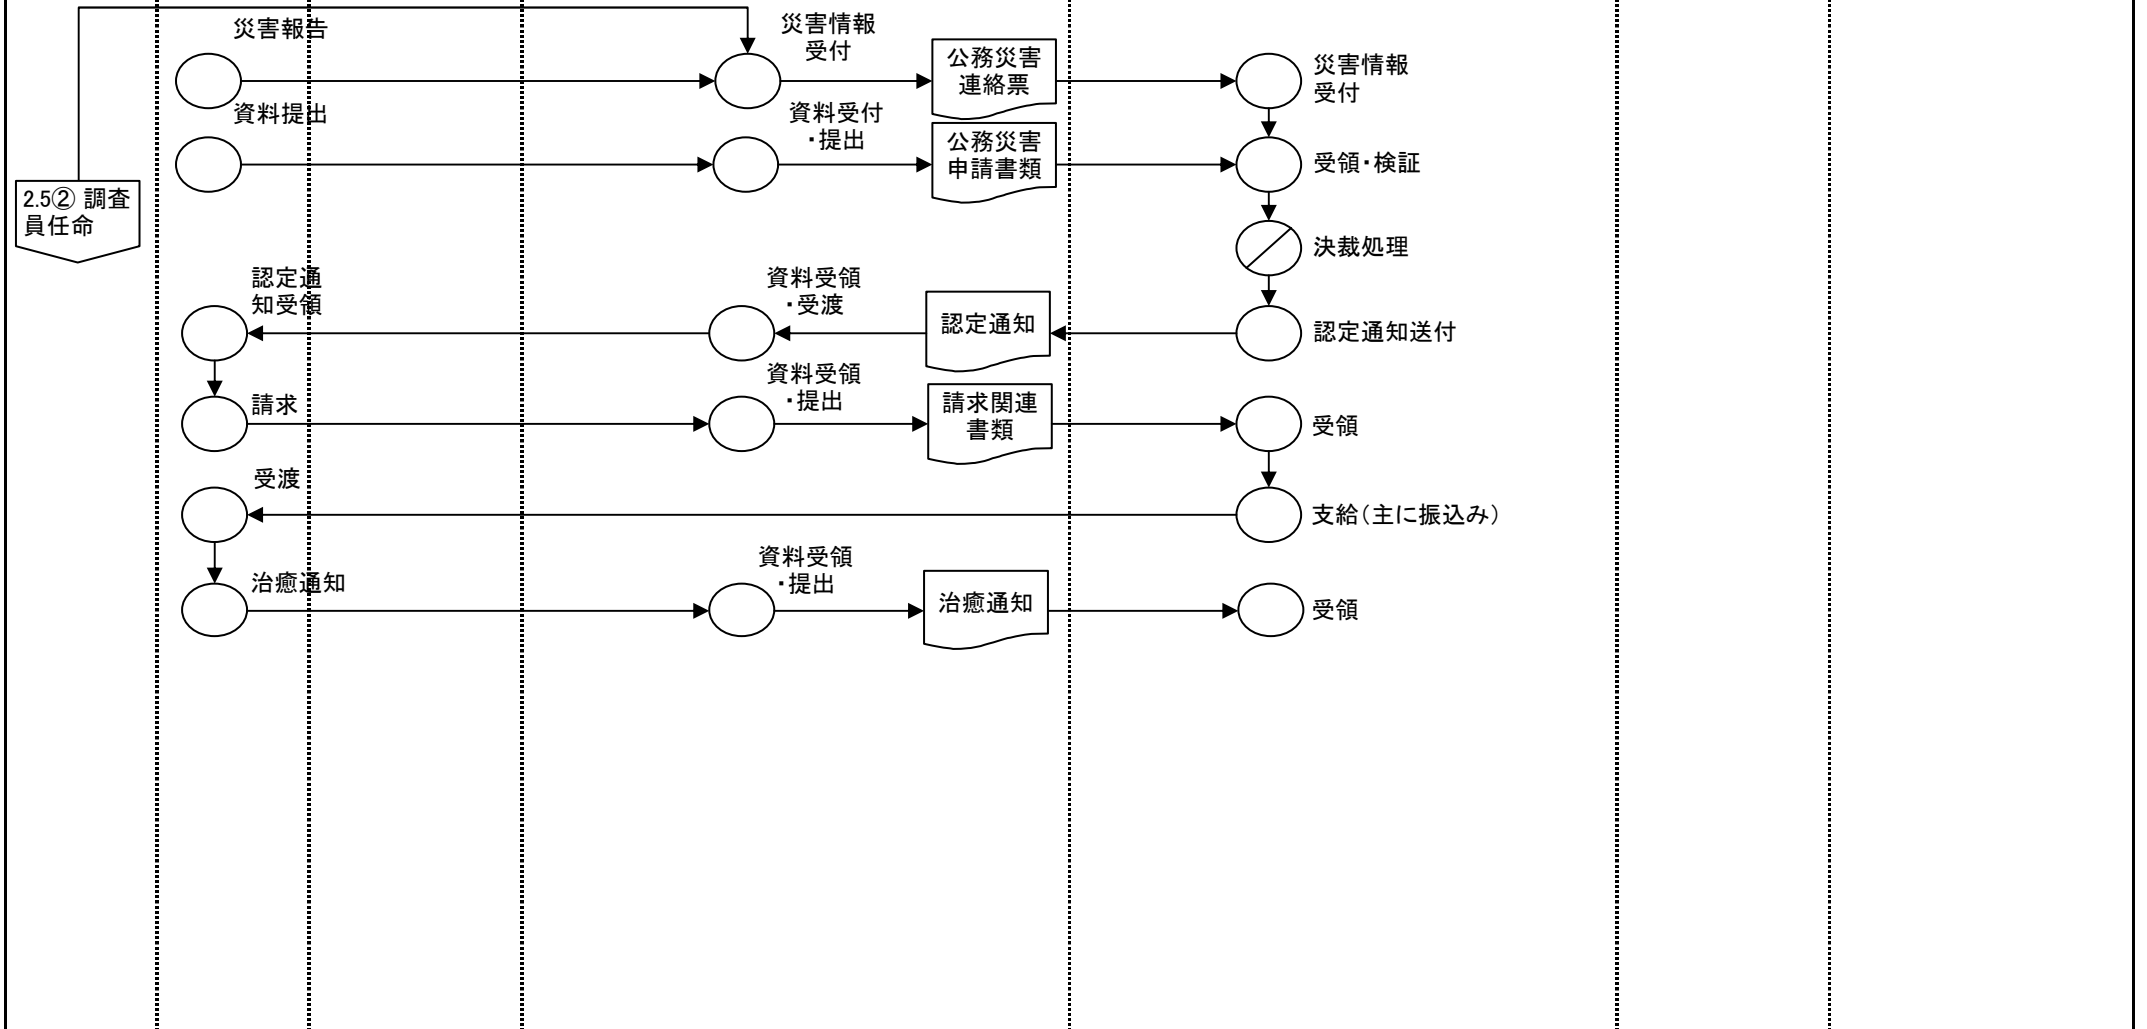 災害報告
災害情報
受付
公務災害
連絡票
災害情報
受付
資料提出
資料受付
・提出
公務災害
申請書類
受領・検証
2.5② 調査
員任命
決裁処理
認定通
知受領
資料受領
・受渡
認定通知
認定通知送付
請求
資料受領
・提出
請求関連
書類
受領
受渡
支給（主に振込み）
治癒通知
資料受領
・提出
治癒通知
受領